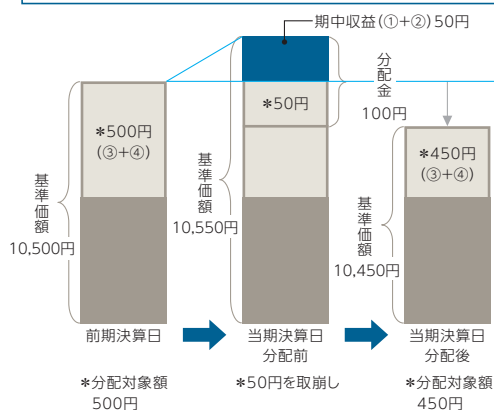 期中収益(①+②)50円
分配金
100円
*50円
*500円
(③+④)
*450円
(③+④)
基準価額
10,500円
基準価額
10,550円
基準価額
10,450円
前期決算日
当期決算日
分配前
当期決算日
分配後
*分配対象額
500円
*50円を取崩し
*分配対象額
450円